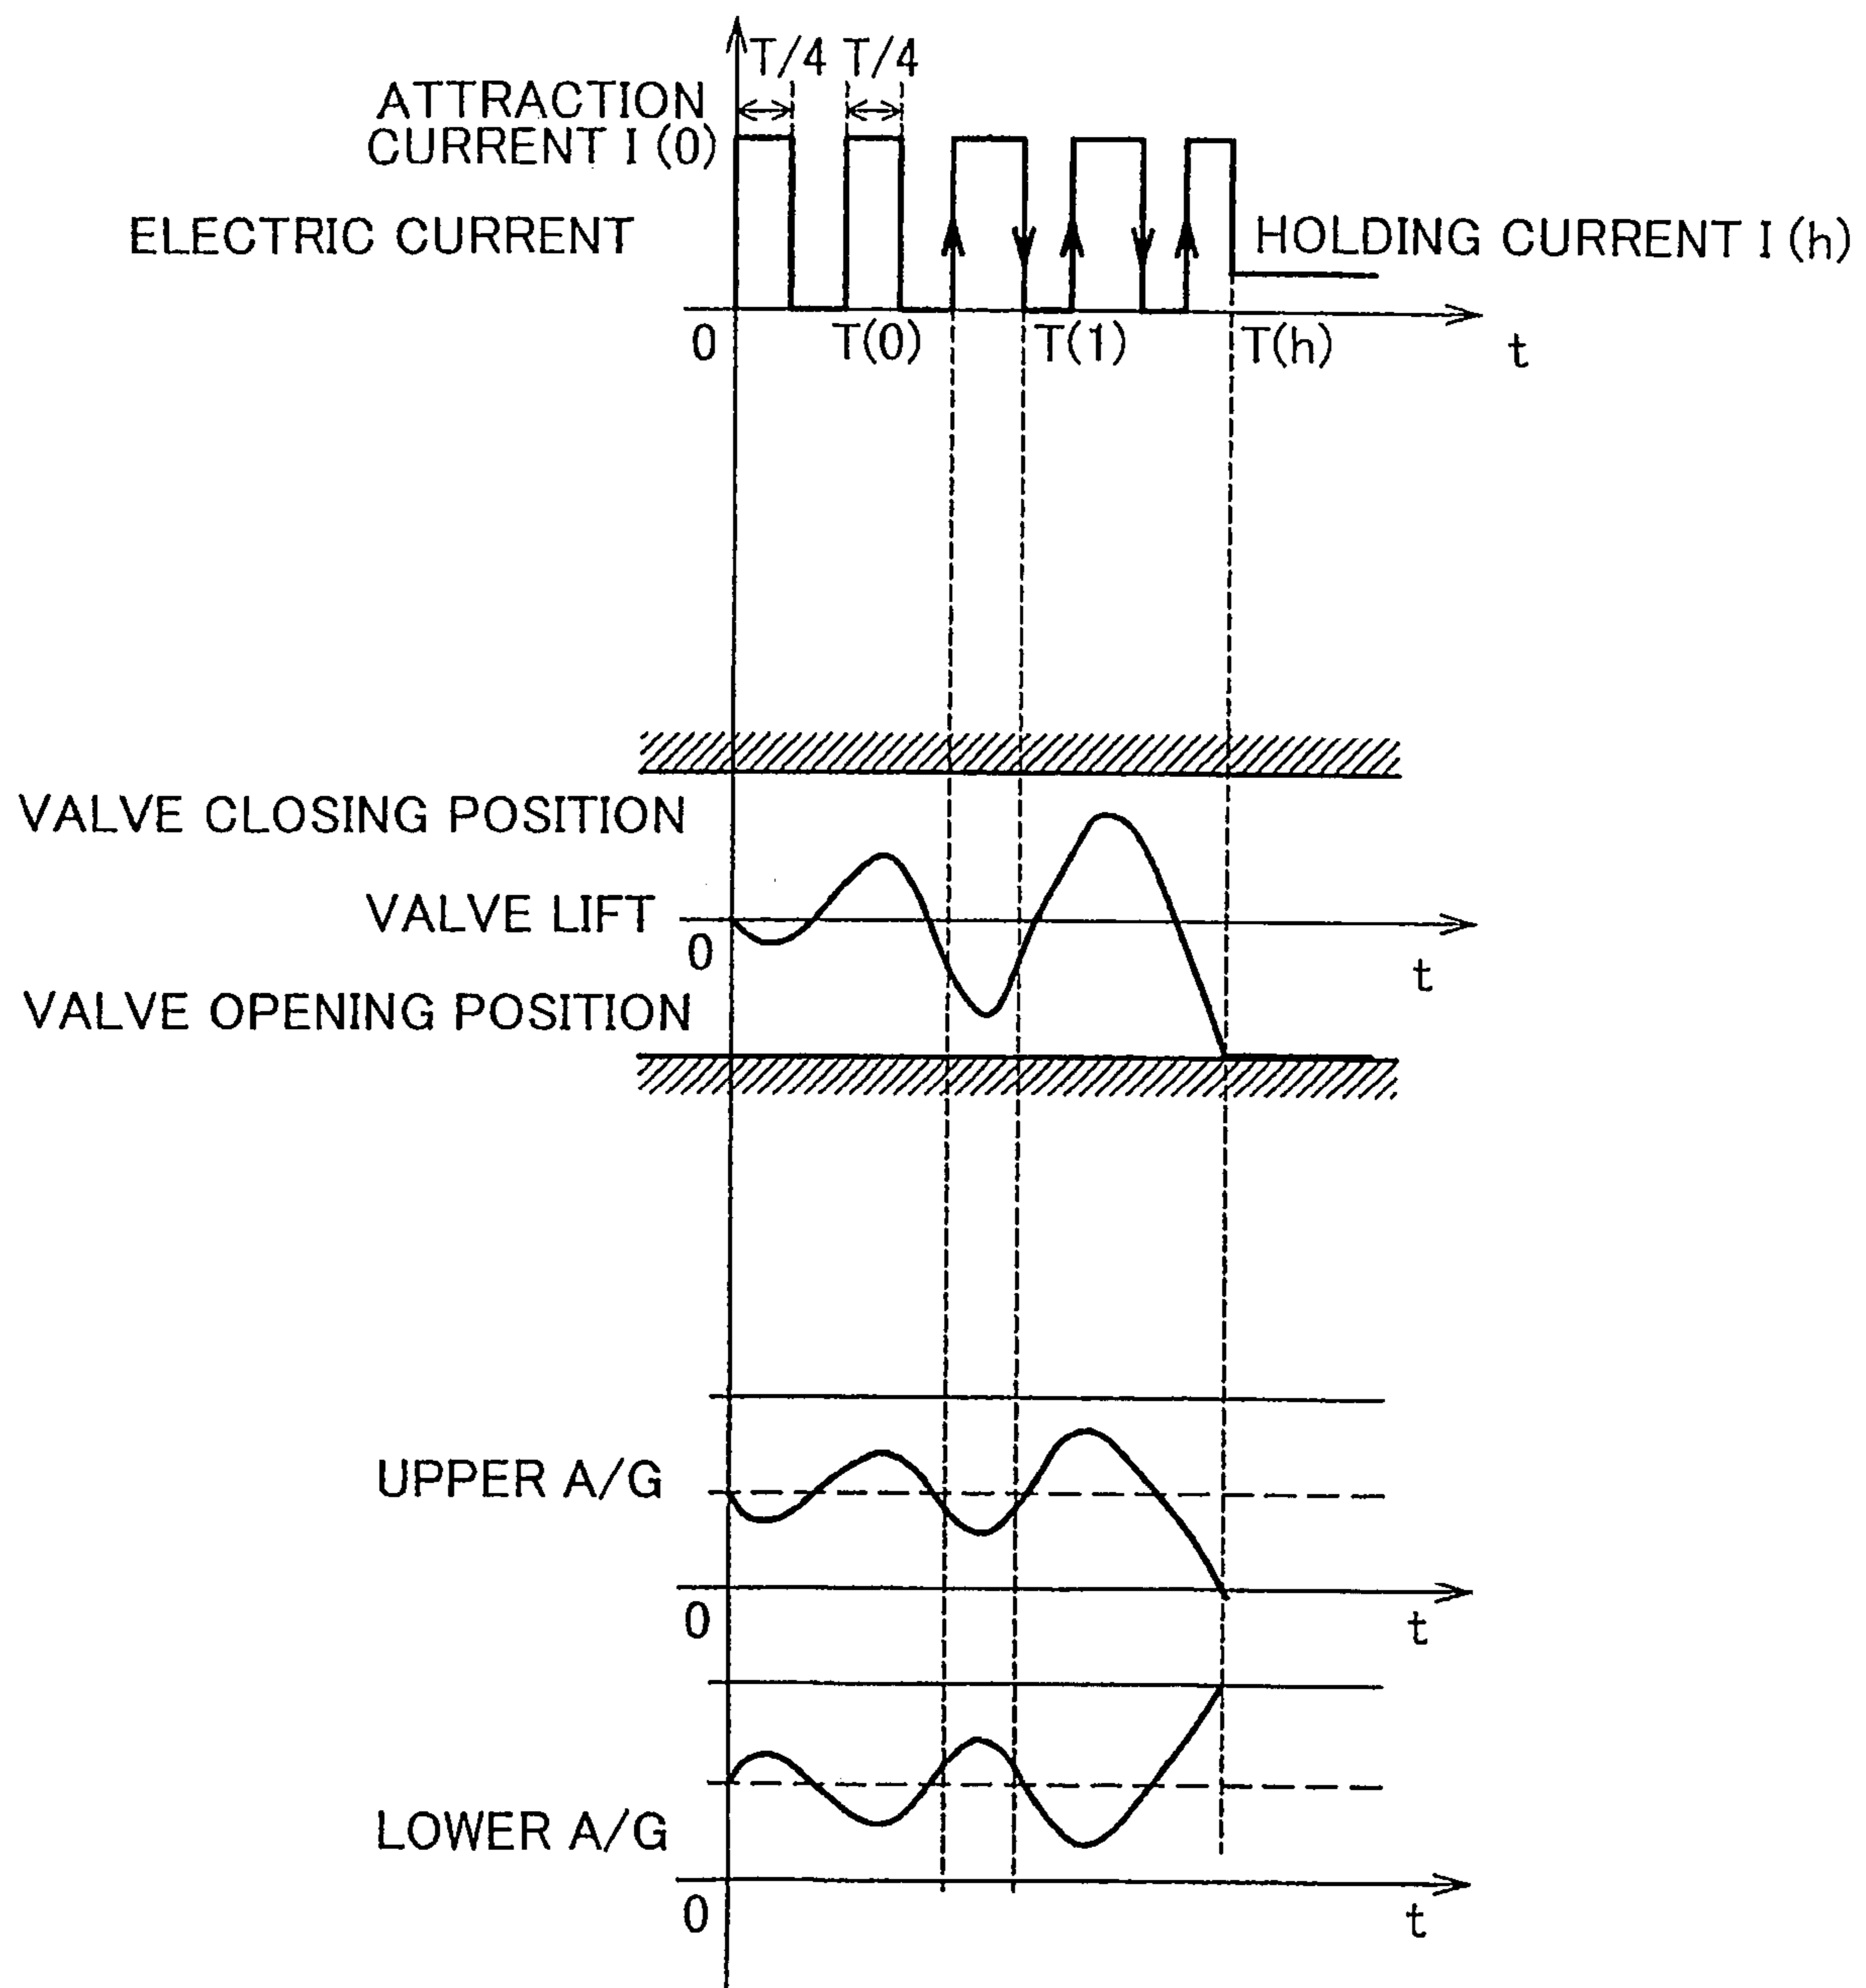 T/4 T/4
ATTRACTION
CURRENT I (0)
ELECTRIC CURRENT
HOLDING CURRENT I (h)
0
T(0)
T(1)
T(h)
t
VALVE CLOSING POSITION
VALVE LIFT
0
t
VALVE OPENING POSITION
UPPER A/G
0
t
LOWER A/G
0
t